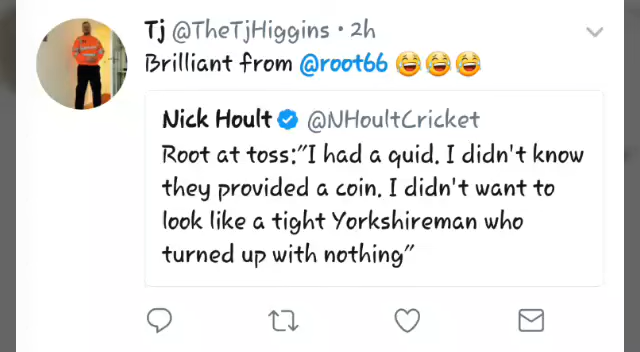 Tj @TheTjHiggins • 2h
Brilliant from @root66 😂😂😂
Nick Hoult @NHoultCricket
Root at toss:"I had a quid. I didn't know
they provided a coin. I didn't want to
look like a tight Yorkshireman who
turned up with nothing"